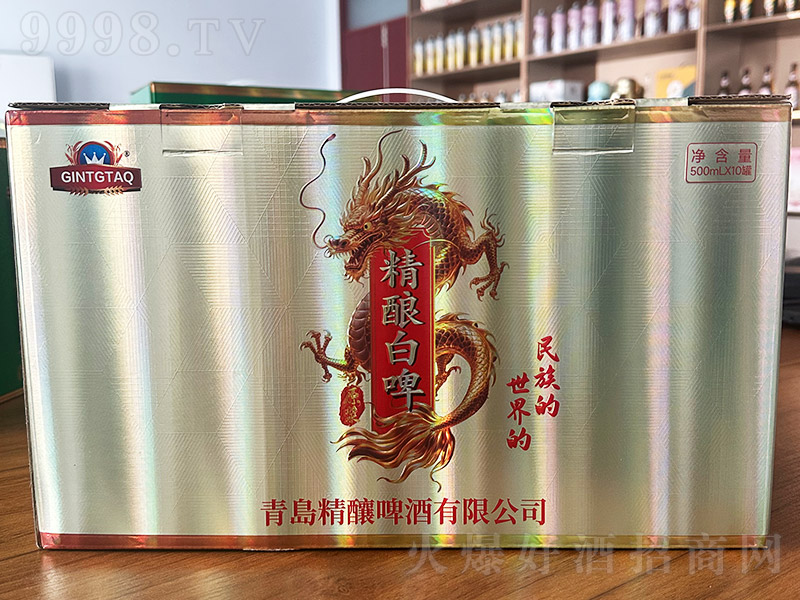 9998.TV
GINTGTAQ
®
净含量
500mLX10罐
精酿白啤
民族的
世界的
青島精釀啤酒有限公司
火爆好酒招商网